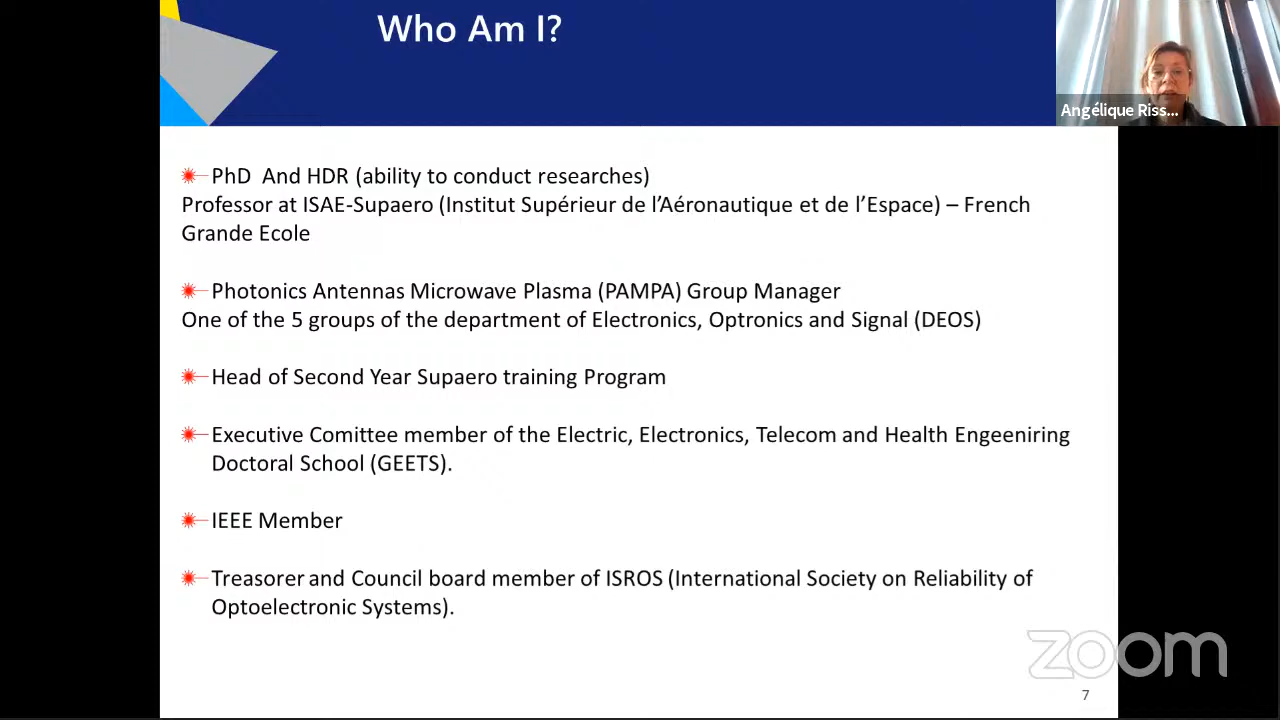 Who Am I?
Angélique Riss...
PhD And HDR (ability to conduct researches)
Professor at ISAE-Supaero (Institut Supérieur de l'Aéronautique et de l'Espace) – French
Grande Ecole
Photonics Antennas Microwave Plasma (PAMPA) Group Manager
One of the 5 groups of the department of Electronics, Optronics and Signal (DEOS)
Head of Second Year Supaero training Program
Executive Comittee member of the Electric, Electronics, Telecom and Health Engeeniring
Doctoral School (GEETS).
IEEE Member
Treasurer and Council board member of ISROS (International Society on Reliability of
Optoelectronic Systems).
zoom
7